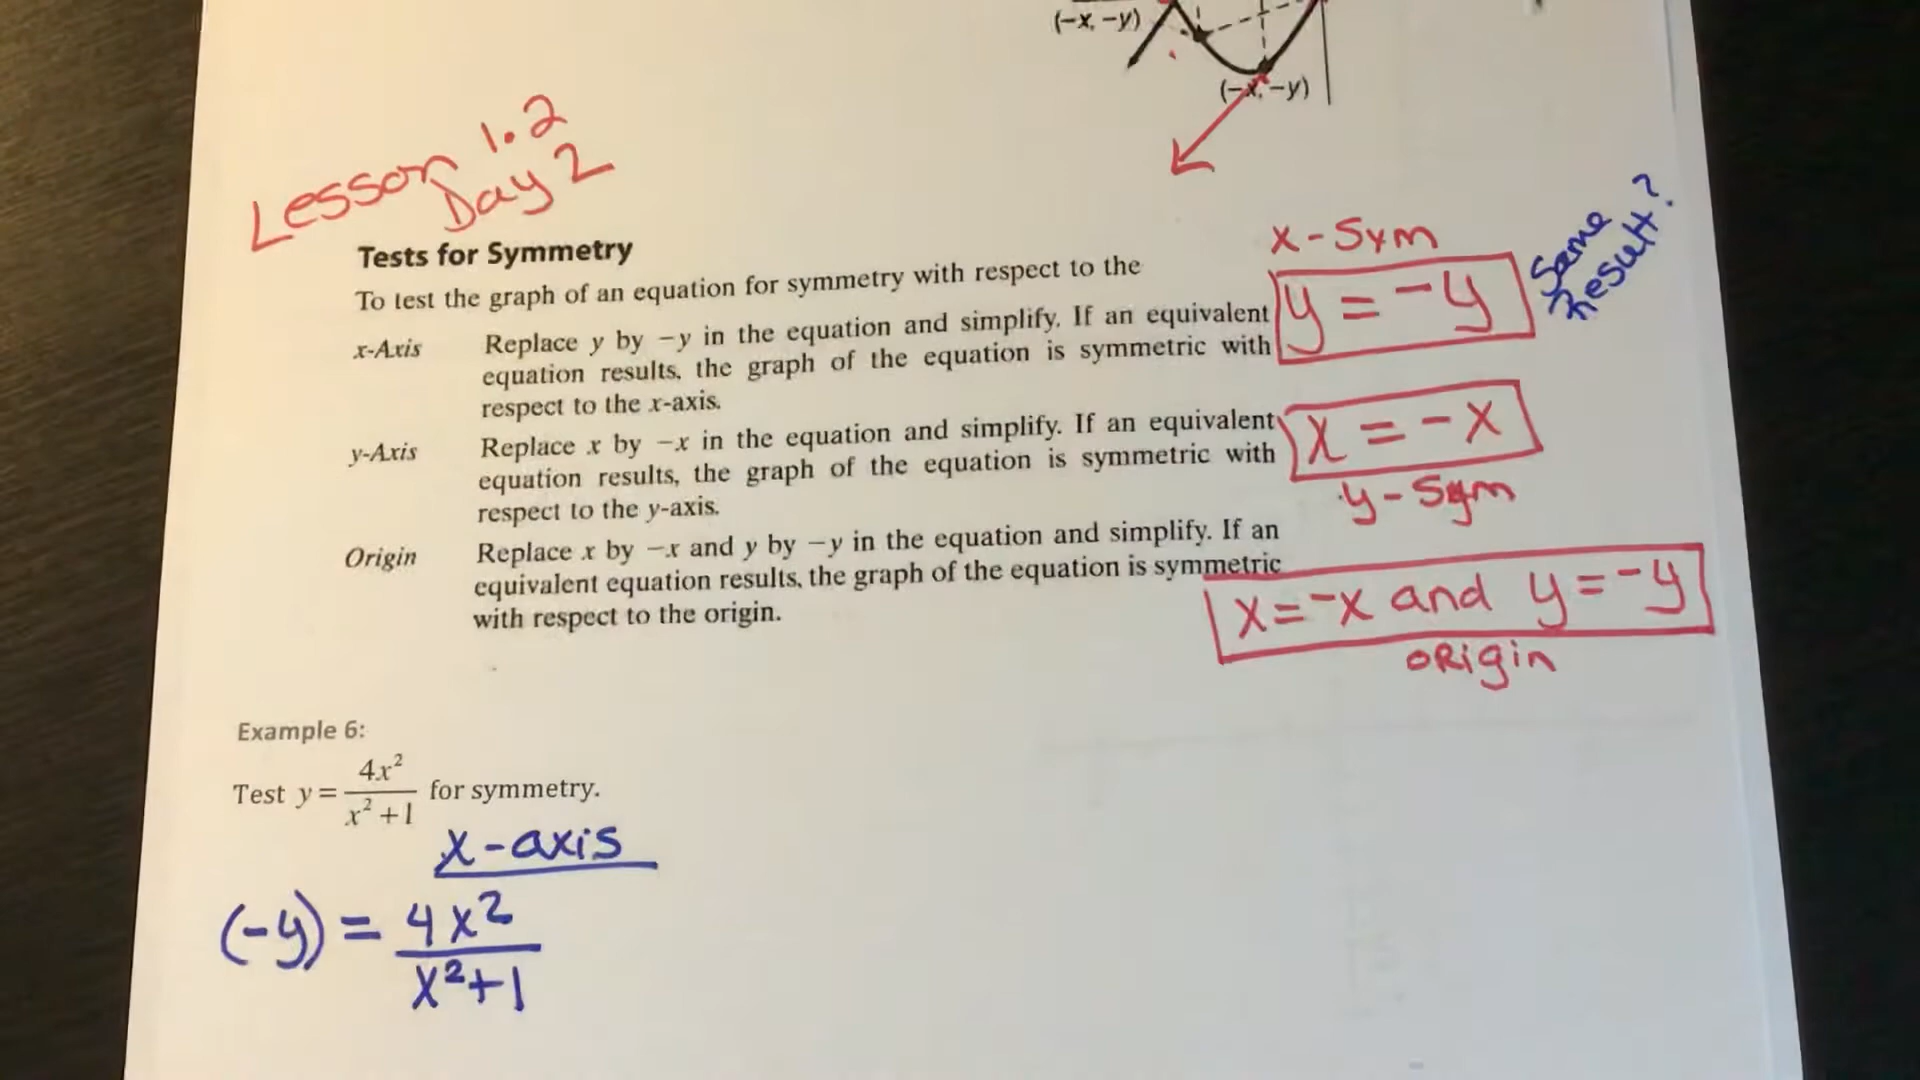 (−x, −y)
(−x, −y)
Lesson 1.2
Day 2
Tests for Symmetry
To test the graph of an equation for symmetry with respect to the
x-Axis Replace y by −y in the equation and simplify. If an equivalent
equation results, the graph of the equation is symmetric with
respect to the x-axis.
y-Axis Replace x by −x in the equation and simplify. If an equivalent
equation results, the graph of the equation is symmetric with
respect to the y-axis.
Origin Replace x by −x and y by −y in the equation and simplify. If an
equivalent equation results, the graph of the equation is symmetric
with respect to the origin.
x-Sym
y = -y
Same
Result?
x = -x
y-Sym
x=-x and y=-y
ORigin
Example 6:
Test y = 4x² / x² + 1 for symmetry.
x-axis
(-y) = 4x² / x²+1